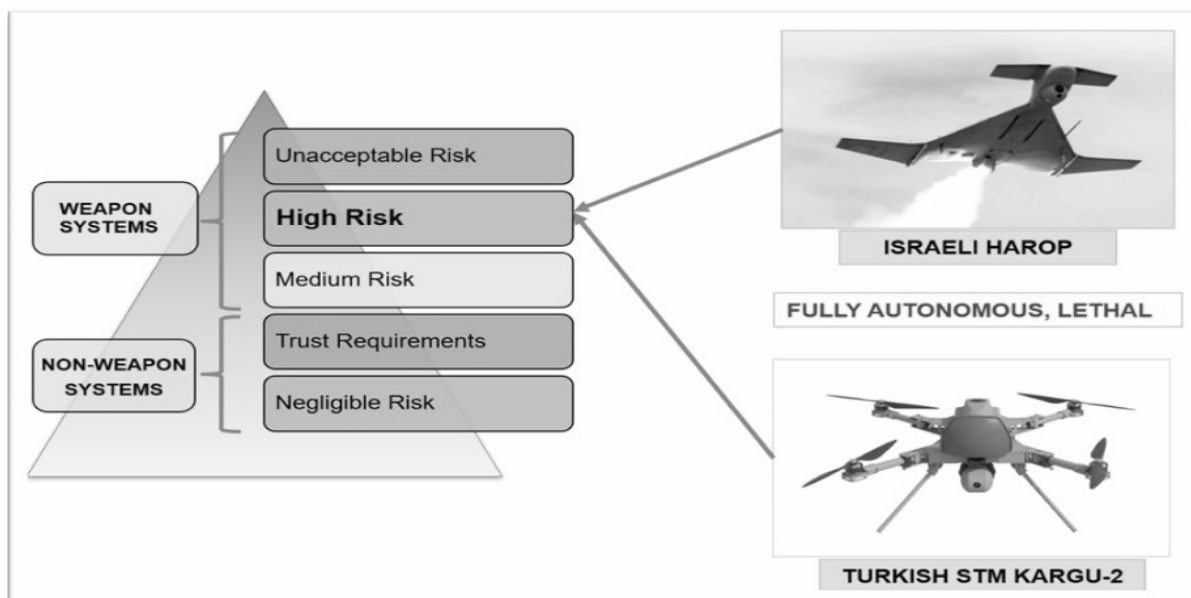 WEAPON
SYSTEMS
NON-WEAPON
SYSTEMS
Unacceptable Risk
High Risk
Medium Risk
Trust Requirements
Negligible Risk
ISRAELI HAROP
FULLY AUTONOMOUS, LETHAL
TURKISH STM KARGU-2